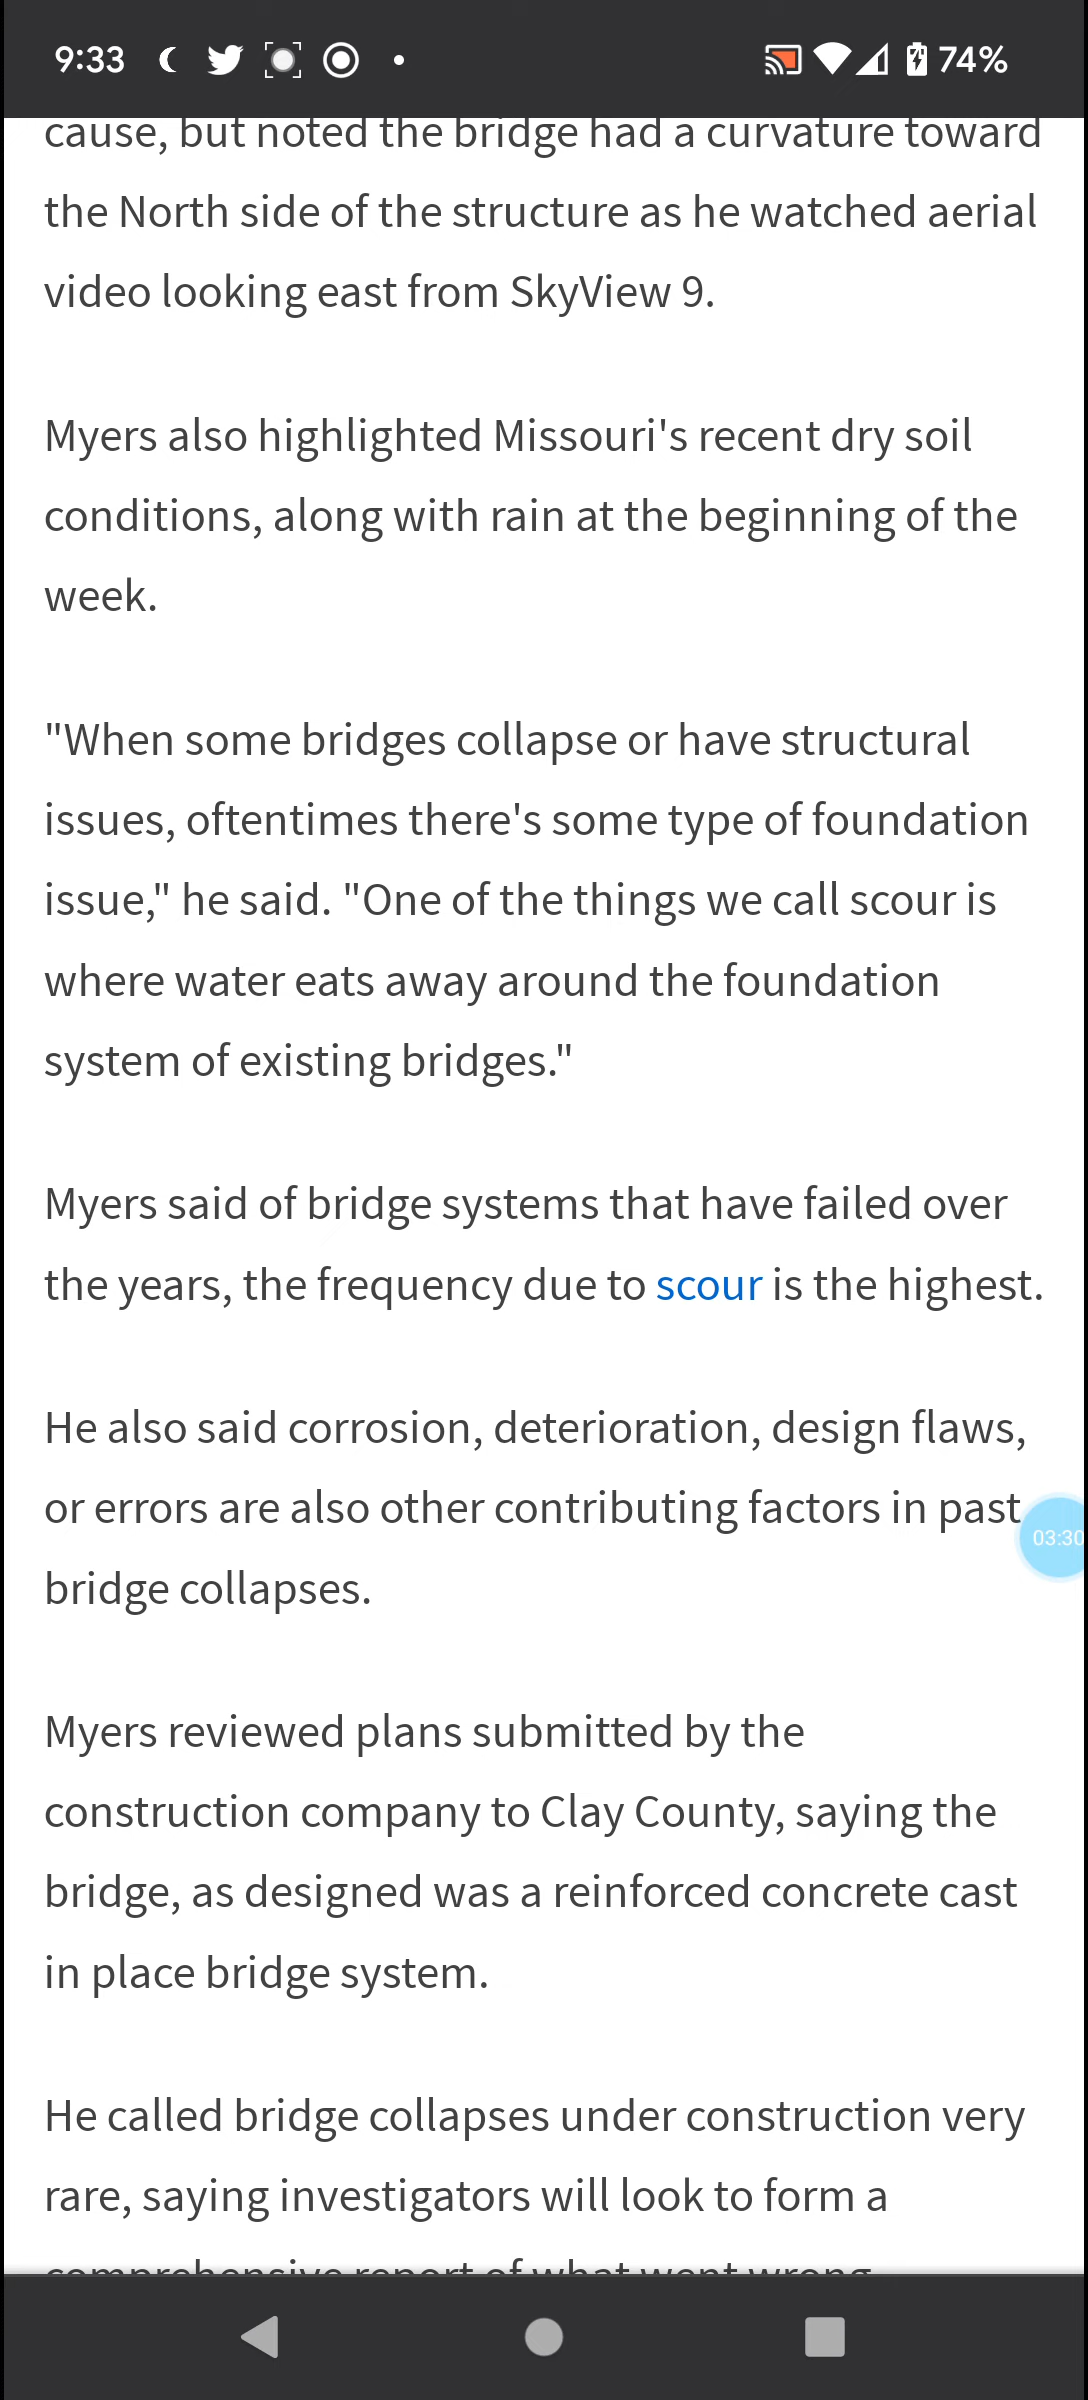 9:33
74%
cause, but noted the bridge had a curvature toward
the North side of the structure as he watched aerial
video looking east from SkyView 9.
Myers also highlighted Missouri's recent dry soil
conditions, along with rain at the beginning of the
week.
"When some bridges collapse or have structural
issues, oftentimes there's some type of foundation
issue," he said. "One of the things we call scour is
where water eats away around the foundation
system of existing bridges."
Myers said of bridge systems that have failed over
the years, the frequency due to scour is the highest.
He also said corrosion, deterioration, design flaws,
or errors are also other contributing factors in past
03:30
bridge collapses.
Myers reviewed plans submitted by the
construction company to Clay County, saying the
bridge, as designed was a reinforced concrete cast
in place bridge system.
He called bridge collapses under construction very
rare, saying investigators will look to form a
comprehensive report of what went wrong